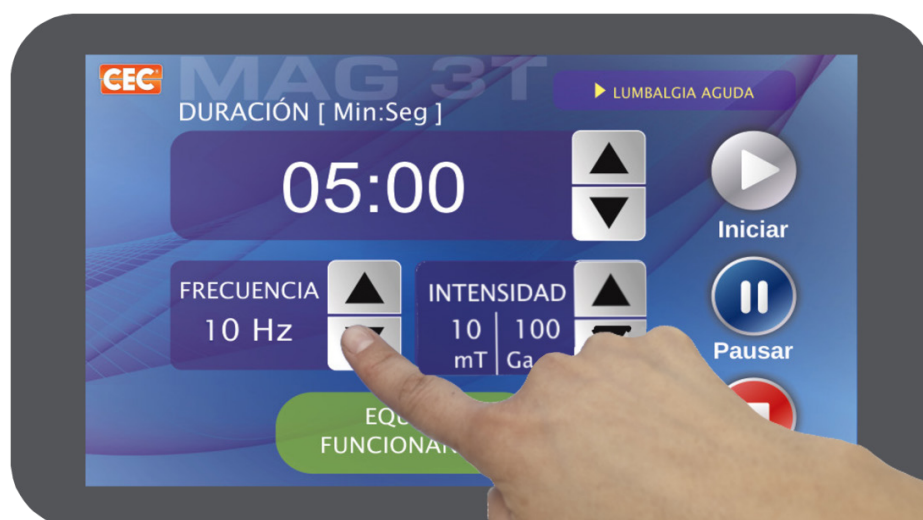 CEC
MAG 3T
LUMBALGIA AGUDA
DURACIÓN [ Min:Seg ]
05:00
Iniciar
FRECUENCIA
10 Hz
INTENSIDAD
10 100
mT Ga
Pausar